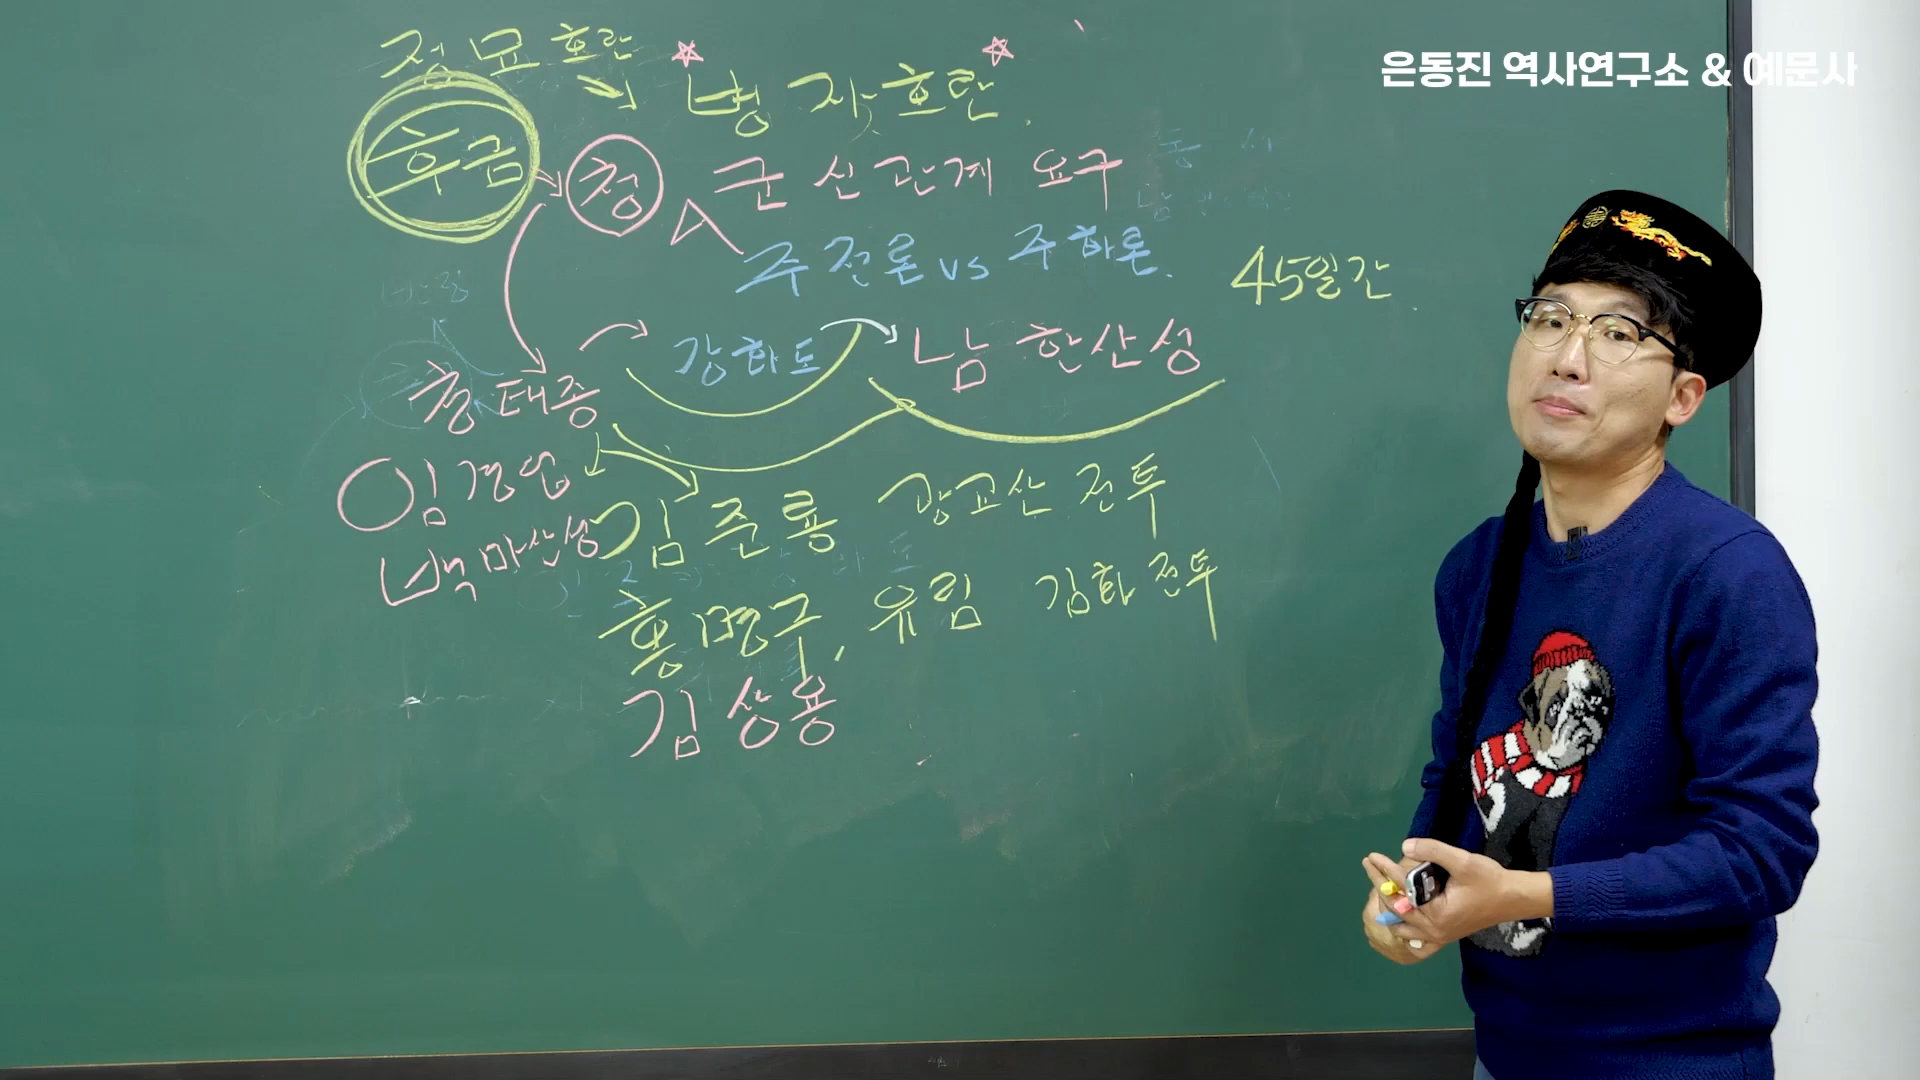 은동진 역사연구소 & 예문사
정묘호란
병자호란
후금
청 군신관계 요구
주전론 vs 주화론
45일간
강화도 남한산성
청태종
임경업
백마산성
김준룡 광교산 전투
홍명구, 유림 김화 전투
김상용